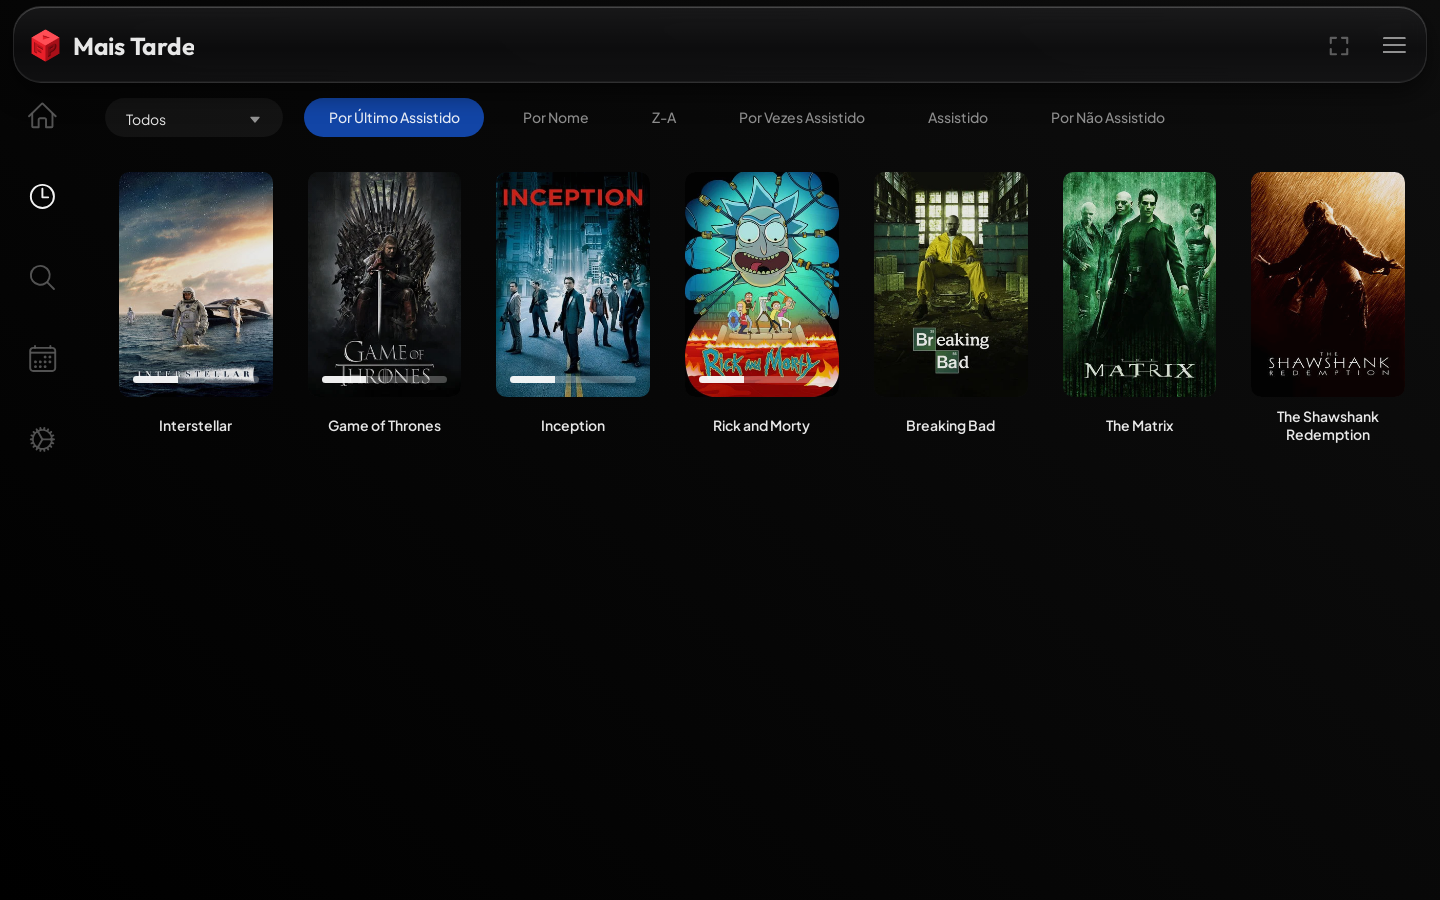 Mais Tarde
Todos
Por Último Assistido
Por Nome
Z-A
Por Vezes Assistido
Assistido
Por Não Assistido
INTERSTELLAR
GAME OF
THRONES
INCEPTION
Rick and Morty
Breaking
Bad
THE
MATRIX
THE
SHAWSHANK
REDEMPTION
Interstellar
Game of Thrones
Inception
Rick and Morty
Breaking Bad
The Matrix
The Shawshank
Redemption